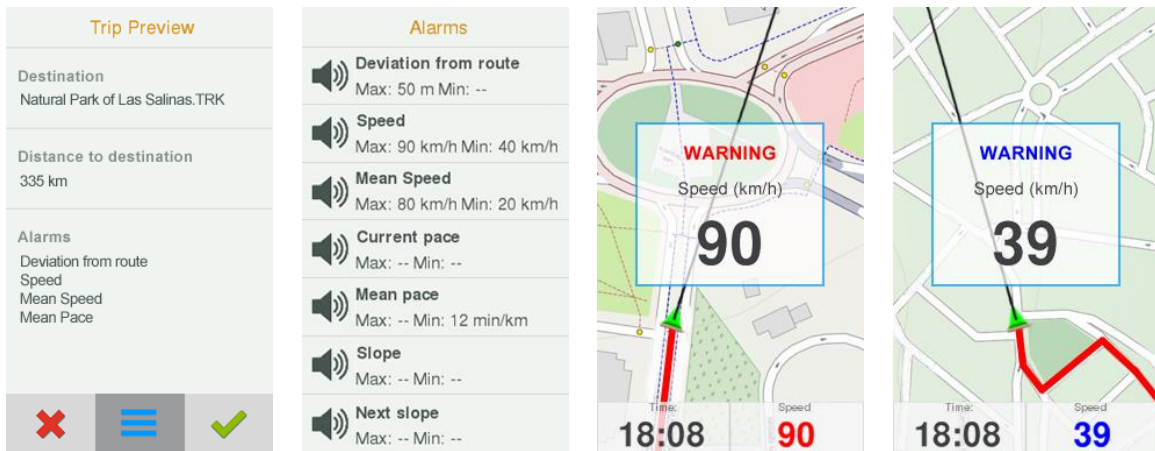 Trip Preview
Destination
Natural Park of Las Salinas.TRK
Distance to destination
335 km
Alarms
Deviation from route
Speed
Mean Speed
Mean Pace
Alarms
Deviation from route
Max: 50 m Min: --
Speed
Max: 90 km/h Min: 40 km/h
Mean Speed
Max: 80 km/h Min: 20 km/h
Current pace
Max: -- Min: --
Mean pace
Max: -- Min: 12 min/km
Slope
Max: -- Min: --
Next slope
Max: -- Min: --
WARNING
Speed (km/h)
90
Time:
Speed
18:08
90
WARNING
Speed (km/h)
39
Time:
Speed
18:08
39